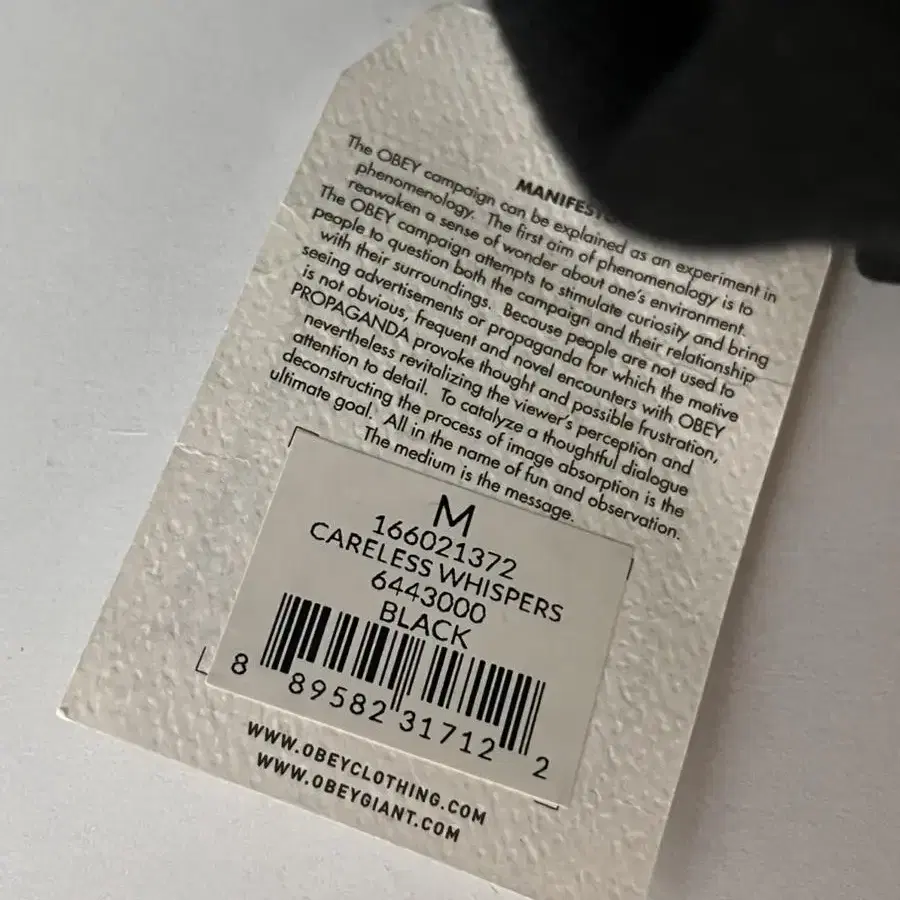 MANIFESTO
The OBEY campaign can be explained as an experiment in
phenomenology. The first aim of phenomenology is to
reawaken a sense of wonder about one's environment.
The OBEY campaign attempts to stimulate curiosity and bring
people to question both the campaign and their relationship
with their surroundings. Because people are not used to
seeing advertisements or propaganda for which the motive
is not obvious, frequent and novel encounters with OBEY
PROPAGANDA provoke thought and possible frustration,
nevertheless revitalizing the viewer's perception and
attention to detail. To catalyze a thoughtful dialogue
deconstructing the process of image absorption is the
ultimate goal. All in the name of fun and observation.
The medium is the message.
M
166021372
CARELESS WHISPERS
6443000
BLACK
8 89582 31712 2
WWW.OBEYCLOTHING.COM
WWW.OBEYGIANT.COM